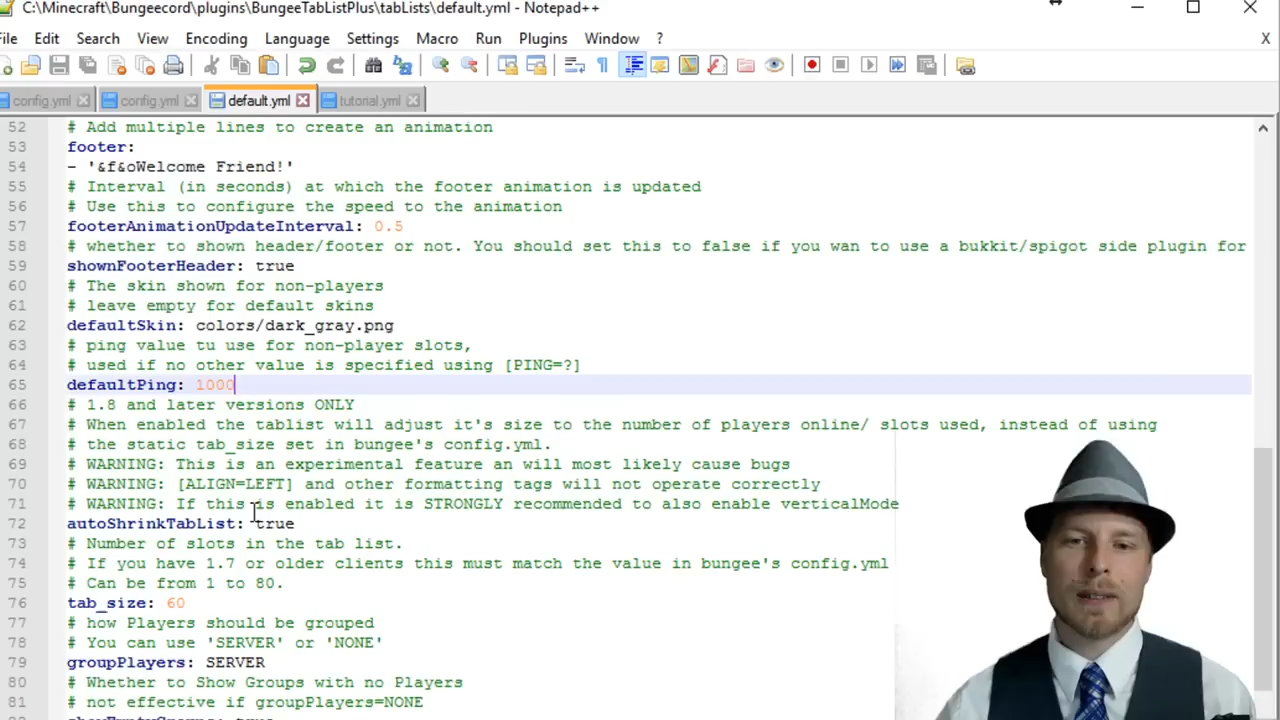 C:\Minecraft\Bungeecord\plugins\BungeeTabListPlus\tabLists\default.yml - Notepad++
File Edit Search View Encoding Language Settings Macro Run Plugins Window ? X
config.yml config.yml default.yml tutorial.yml
52 # Add multiple lines to create an animation
53 footer:
54 - '&f&oWelcome Friend!'
55 # Interval (in seconds) at which the footer animation is updated
56 # Use this to configure the speed to the animation
57 footerAnimationUpdateInterval: 0.5
58 # whether to shown header/footer or not. You should set this to false if you wan to use a bukkit/spigot side plugin for
59 shownFooterHeader: true
60 # The skin shown for non-players
61 # leave empty for default skins
62 defaultSkin: colors/dark_gray.png
63 # ping value tu use for non-player slots,
64 # used if no other value is specified using [PING=?]
65 defaultPing: 1000
66 # 1.8 and later versions ONLY
67 # When enabled the tablist will adjust it's size to the number of players online/ slots used, instead of using
68 # the static tab_size set in bungee's config.yml.
69 # WARNING: This is an experimental feature an will most likely cause bugs
70 # WARNING: [ALIGN=LEFT] and other formatting tags will not operate correctly
71 # WARNING: If this is enabled it is STRONGLY recommended to also enable verticalMode
72 autoShrinkTabList: true
73 # Number of slots in the tab list.
74 # If you have 1.7 or older clients this must match the value in bungee's config.yml
75 # Can be from 1 to 80.
76 tab_size: 60
77 # how Players should be grouped
78 # You can use 'SERVER' or 'NONE'
79 groupPlayers: SERVER
80 # Whether to Show Groups with no Players
81 # not effective if groupPlayers=NONE